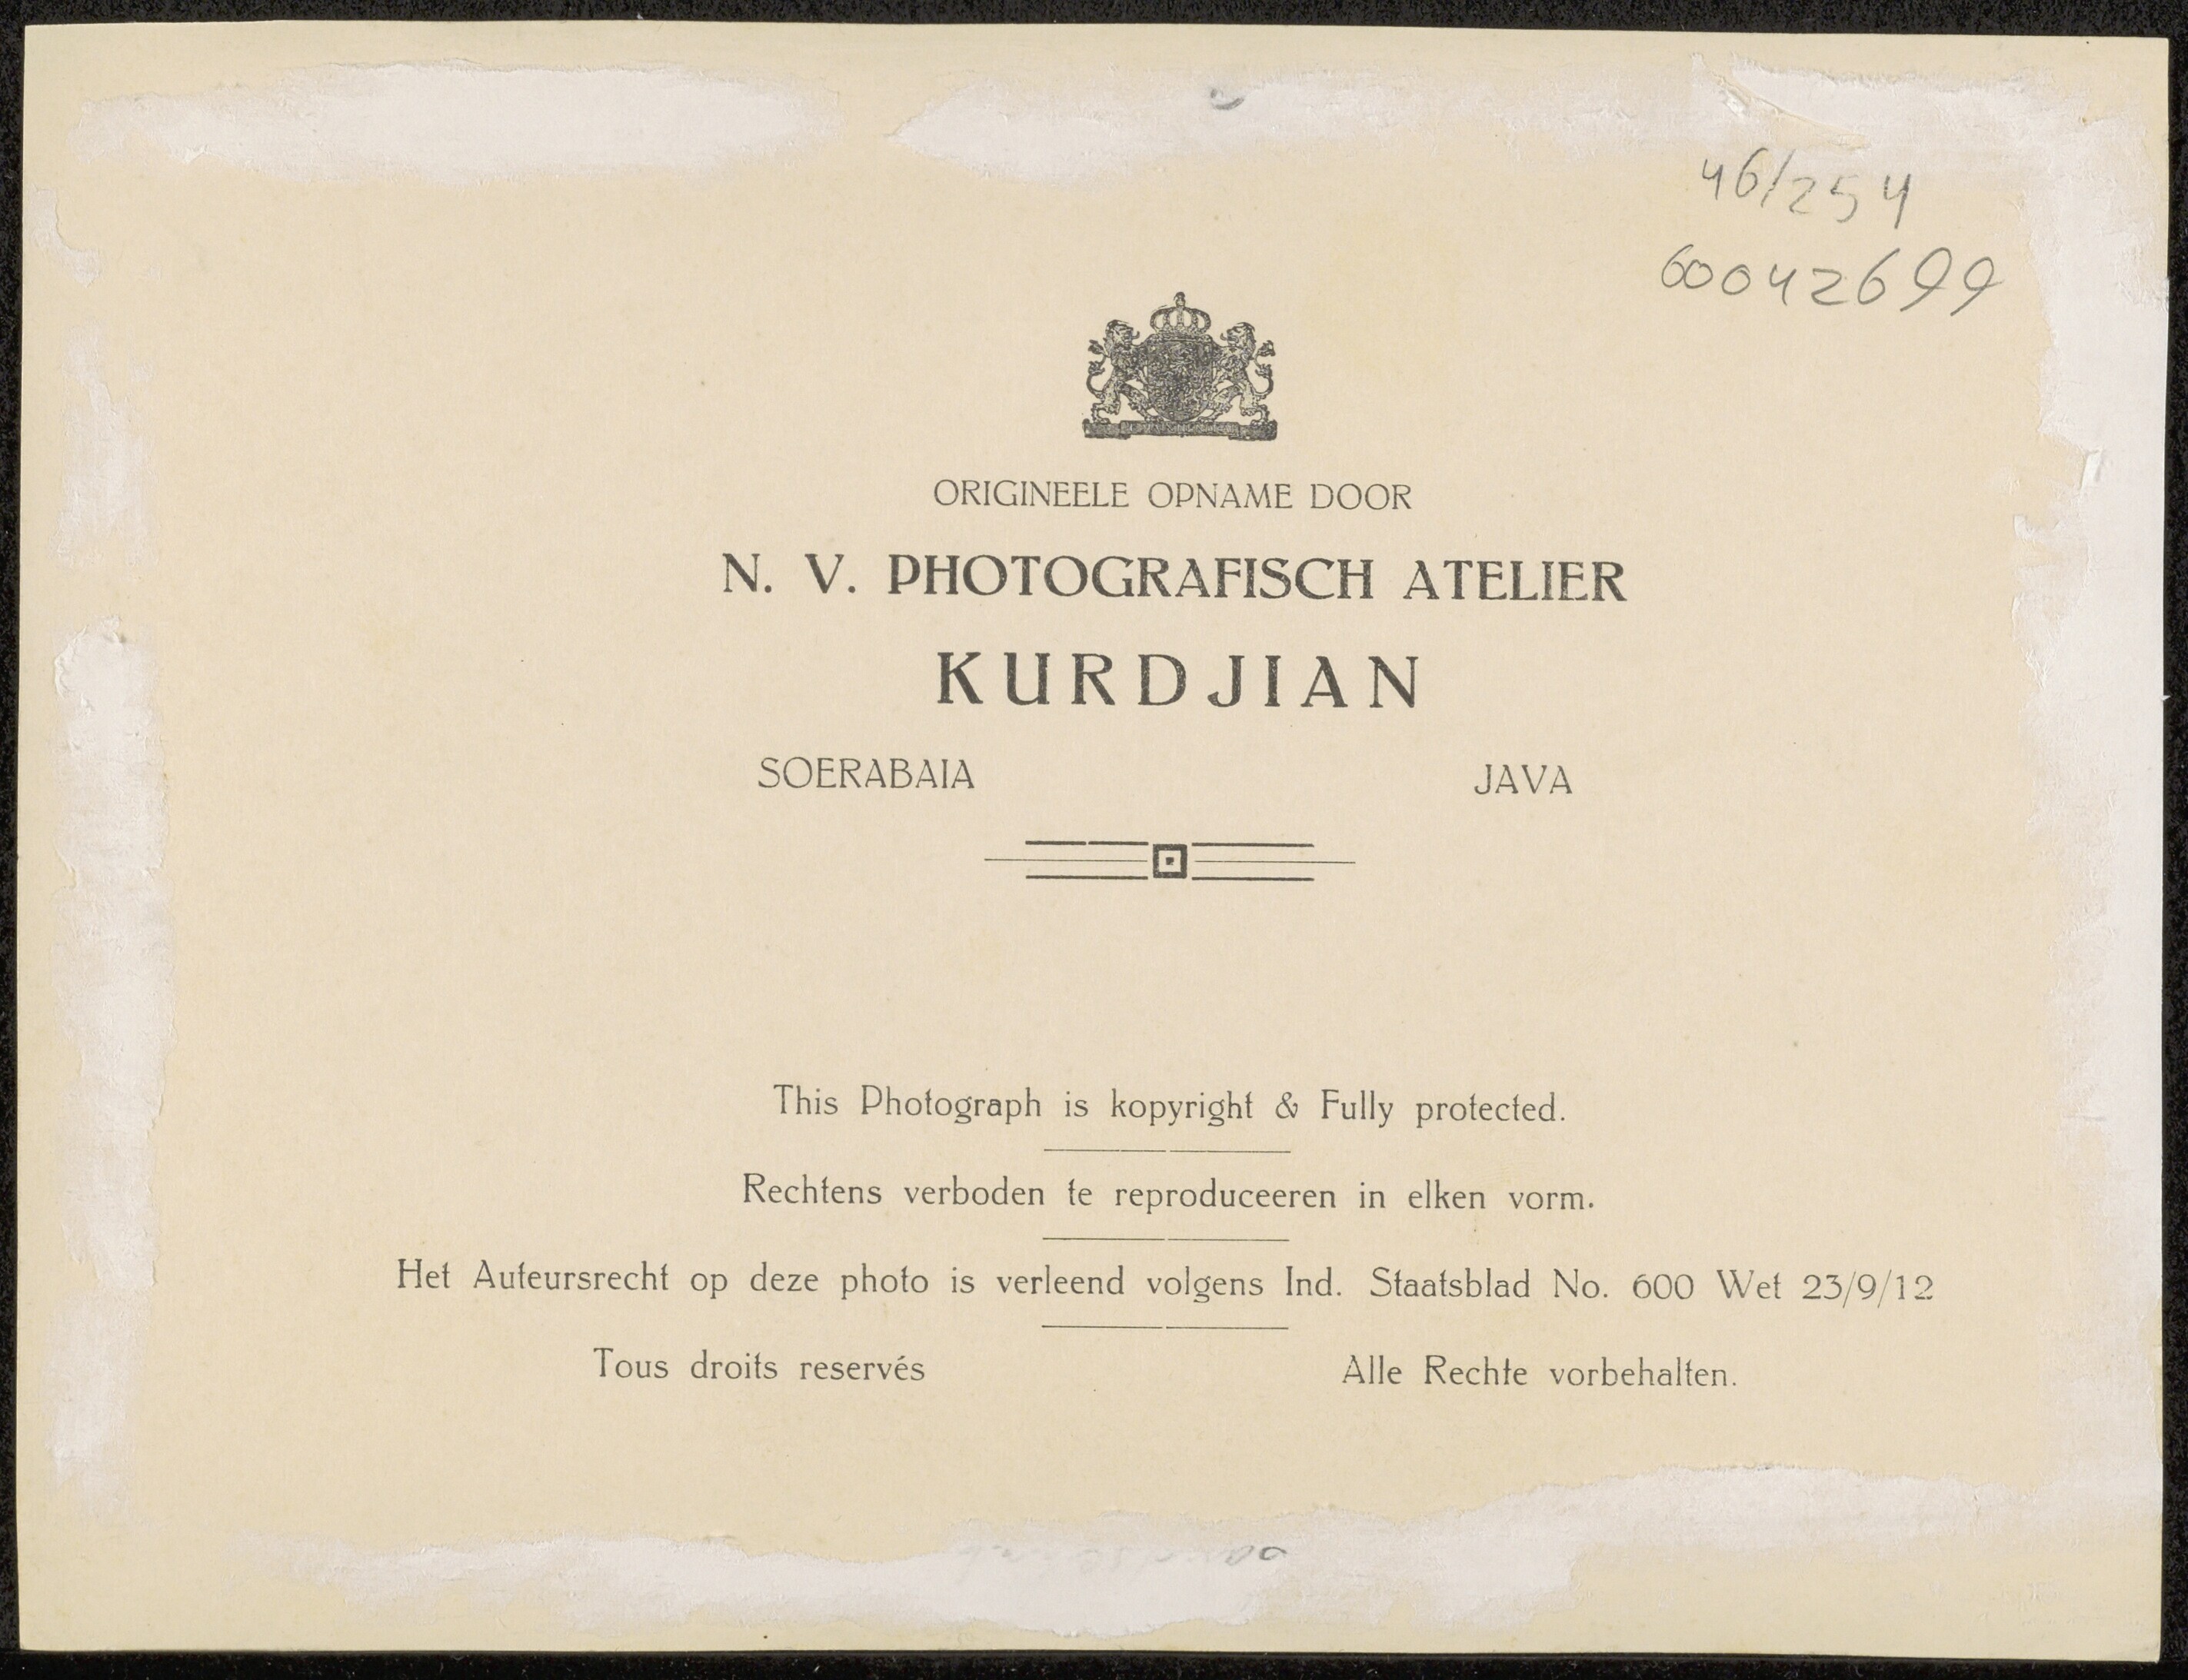 46/254
60042699
ORIGINEELE OPNAME DOOR
N. V. PHOTOGRAFISCH ATELIER
KURDJIAN
SOERABAIA JAVA
This Photograph is kopyright & Fully protected.
Rechtens verboden te reproduceeren in elken vorm.
Het Auteursrecht op deze photo is verleend volgens Ind. Staatsblad No. 600 Wet 23/9/12
Tous droits reservés Alle Rechte vorbehalten.